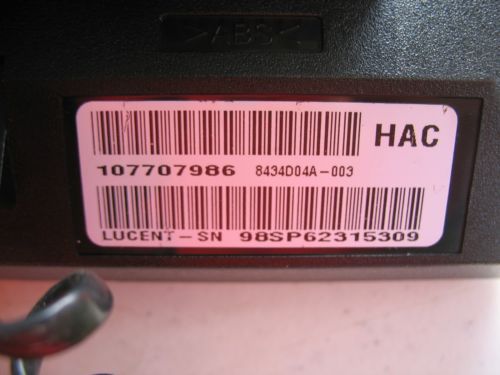 >ABS<
HAC
107707986 8434D04A-003
LUCENT-SN 98SP62315309